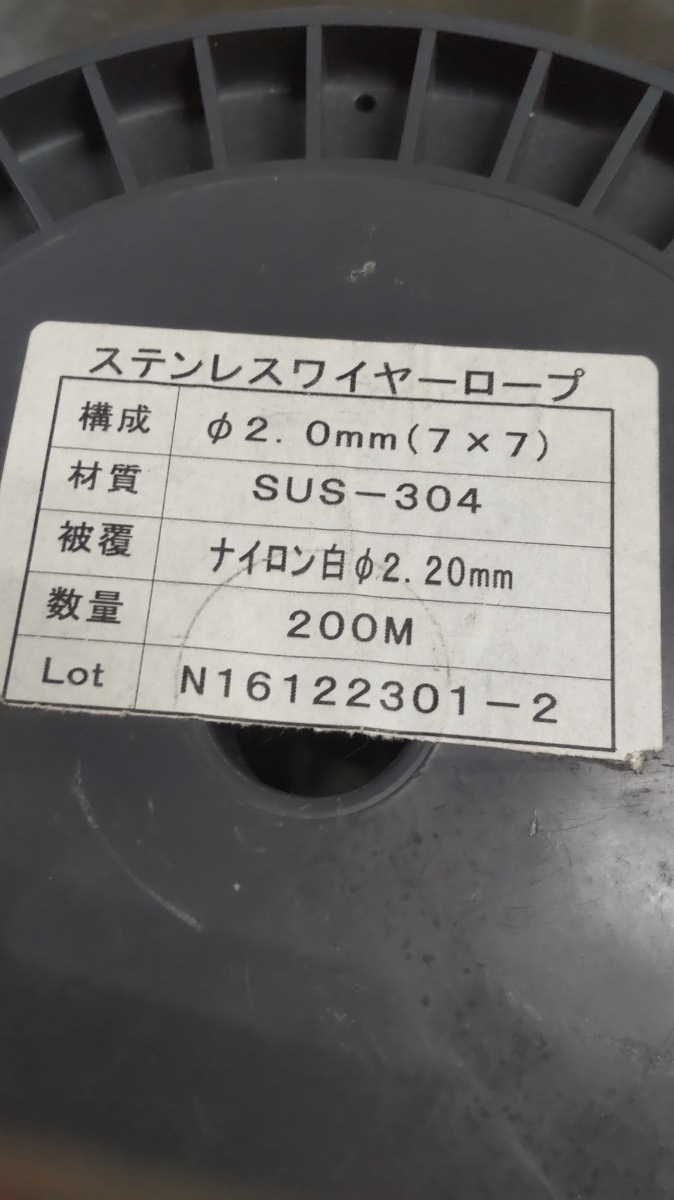 ステンレスワイヤーロープ
構成 φ2.0mm(7×7)
材質 SUS-304
被覆 ナイロン白φ2.20mm
数量 200M
Lot N16122301-2